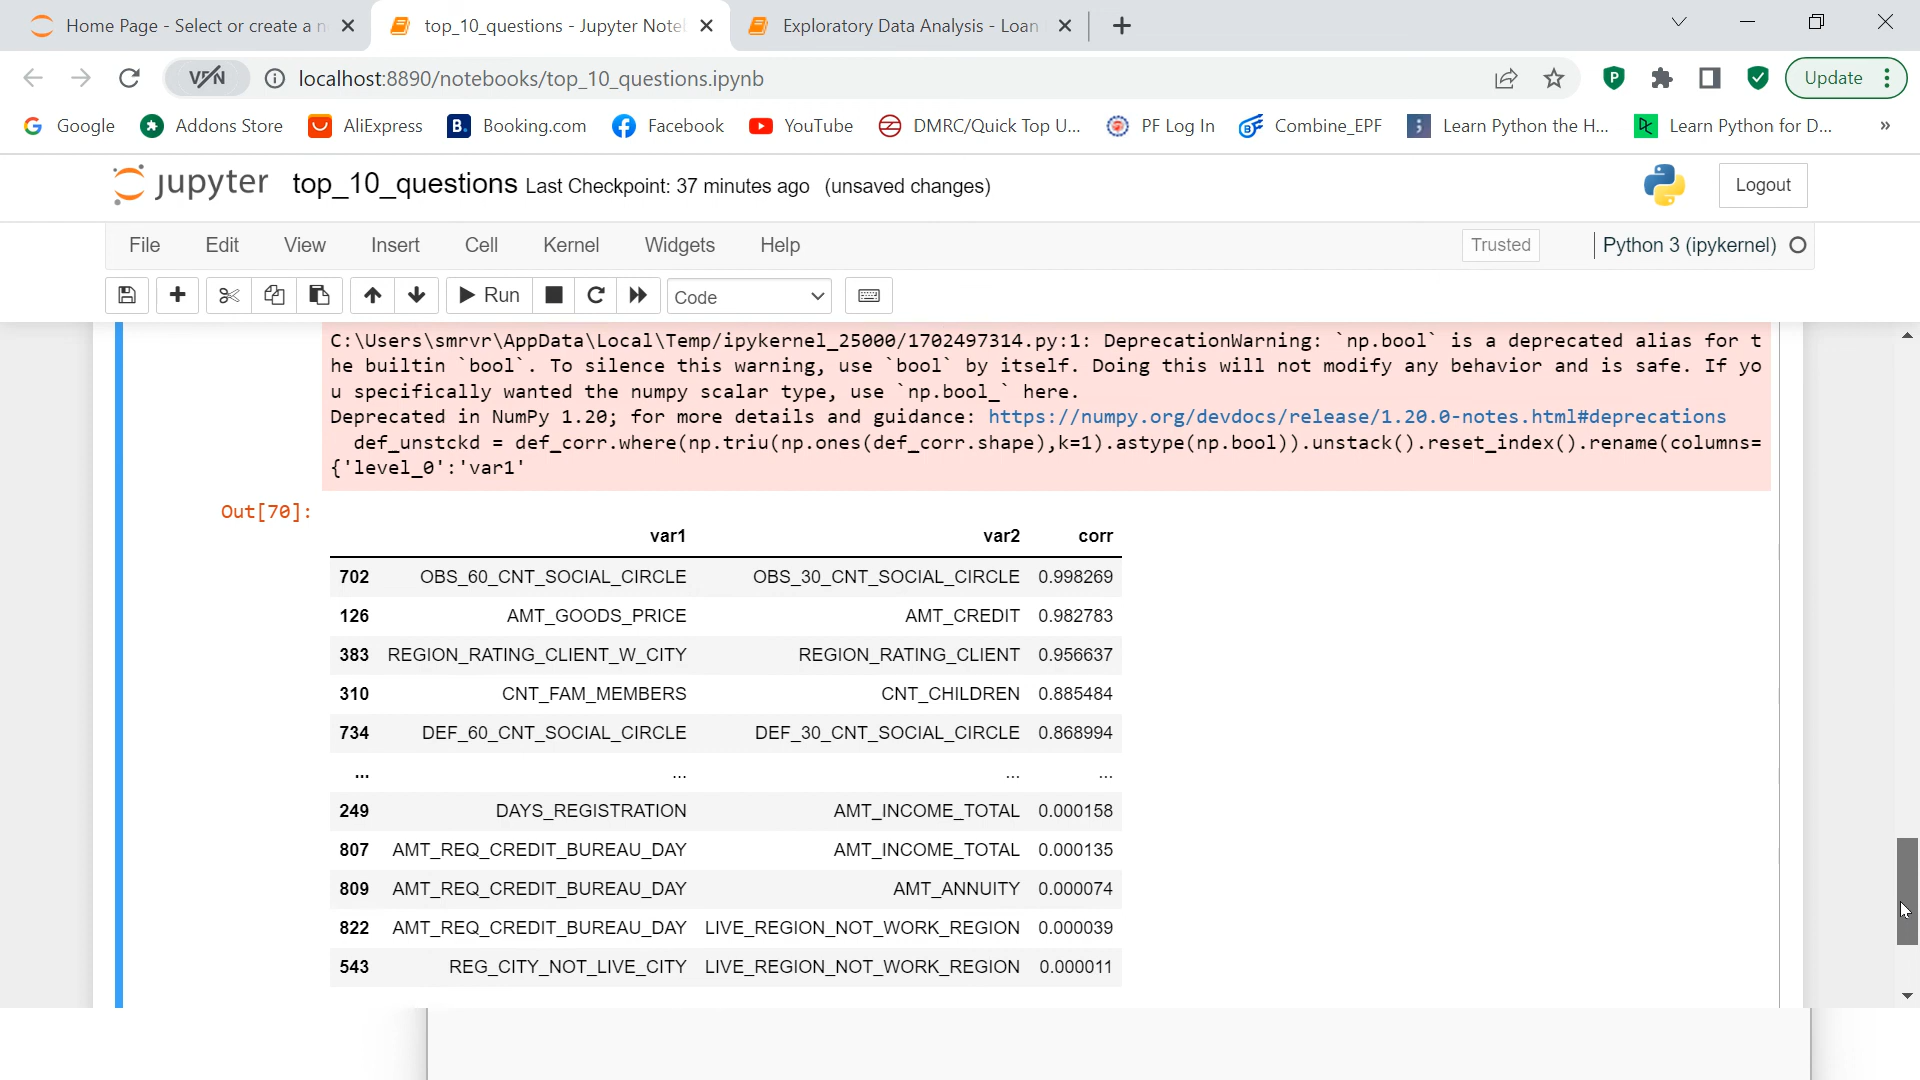 Home Page - Select or create a n
top_10_questions - Jupyter Note
Exploratory Data Analysis - Loan
VPN
localhost:8890/notebooks/top_10_questions.ipynb
Update
Google
Addons Store
AliExpress
B. Booking.com
Facebook
YouTube
DMRC/Quick Top U...
PF Log In
Combine_EPF
Learn Python the H...
Learn Python for D...
»
jupyter top_10_questions Last Checkpoint: 37 minutes ago (unsaved changes)
Logout
File Edit View Insert Cell Kernel Widgets Help
Trusted
Python 3 (ipykernel)
Run
Code
C:\Users\smrvr\AppData\Local\Temp/ipykernel_25000/1702497314.py:1: DeprecationWarning: `np.bool` is a deprecated alias for t
he builtin `bool`. To silence this warning, use `bool` by itself. Doing this will not modify any behavior and is safe. If yo
u specifically wanted the numpy scalar type, use `np.bool_` here.
Deprecated in NumPy 1.20; for more details and guidance: https://numpy.org/devdocs/release/1.20.0-notes.html#deprecations
def_unstckd = def_corr.where(np.triu(np.ones(def_corr.shape),k=1).astype(np.bool)).unstack().reset_index().rename(columns=
{'level_0':'var1'
Out[70]:
var1 var2 corr
702 OBS_60_CNT_SOCIAL_CIRCLE OBS_30_CNT_SOCIAL_CIRCLE 0.998269
126 AMT_GOODS_PRICE AMT_CREDIT 0.982783
383 REGION_RATING_CLIENT_W_CITY REGION_RATING_CLIENT 0.956637
310 CNT_FAM_MEMBERS CNT_CHILDREN 0.885484
734 DEF_60_CNT_SOCIAL_CIRCLE DEF_30_CNT_SOCIAL_CIRCLE 0.868994
... ... ... ...
249 DAYS_REGISTRATION AMT_INCOME_TOTAL 0.000158
807 AMT_REQ_CREDIT_BUREAU_DAY AMT_INCOME_TOTAL 0.000135
809 AMT_REQ_CREDIT_BUREAU_DAY AMT_ANNUITY 0.000074
822 AMT_REQ_CREDIT_BUREAU_DAY LIVE_REGION_NOT_WORK_REGION 0.000039
543 REG_CITY_NOT_LIVE_CITY LIVE_REGION_NOT_WORK_REGION 0.000011